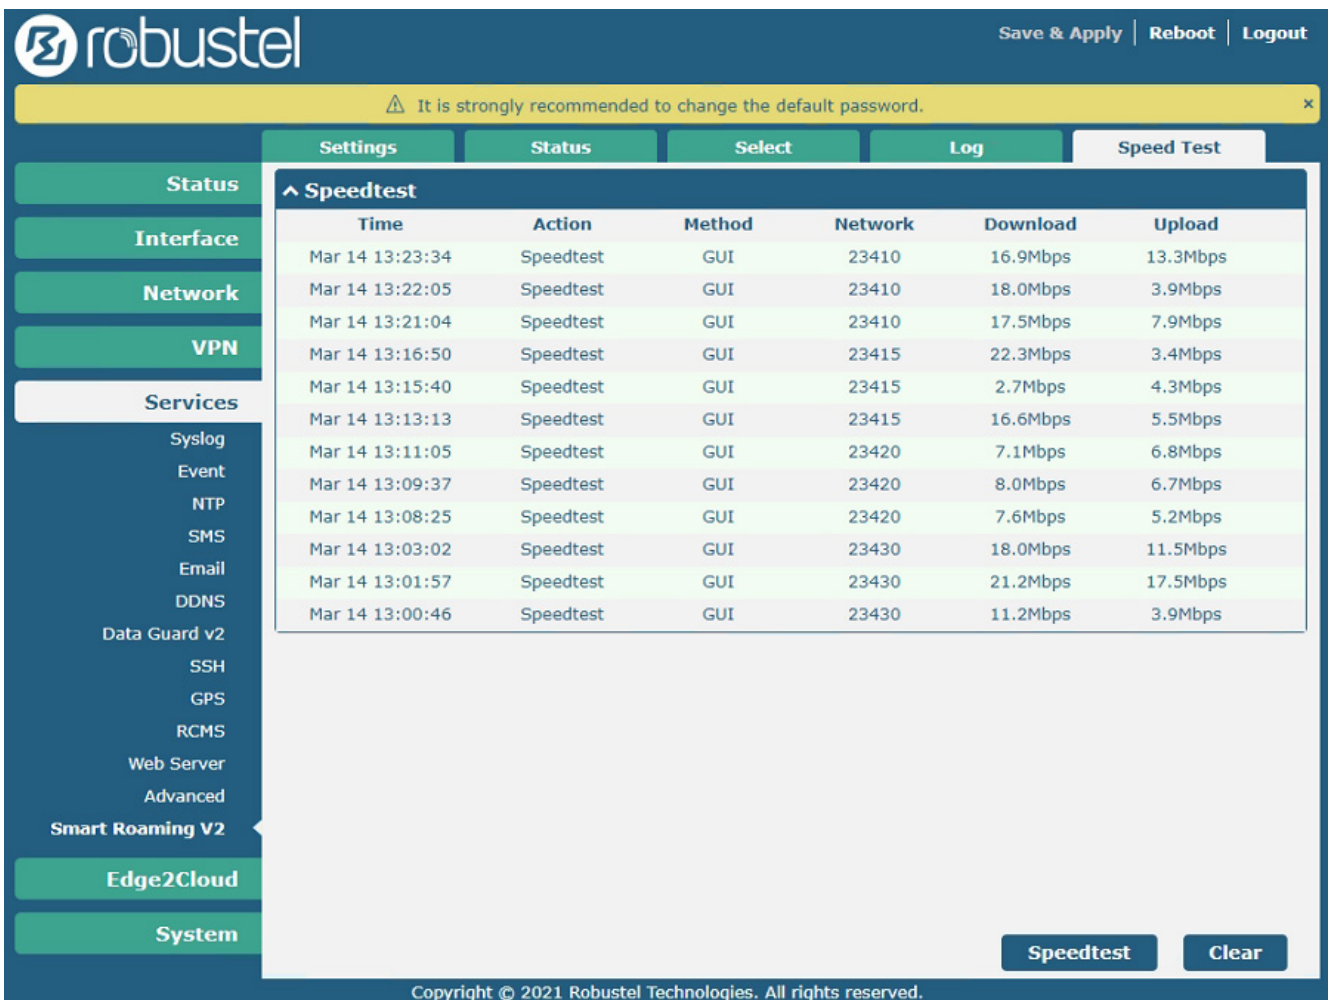 robustel
Save & Apply | Reboot | Logout
⚠ It is strongly recommended to change the default password. ×
Settings Status Select Log Speed Test
Status
Interface
Network
VPN
Services
Syslog
Event
NTP
SMS
Email
DDNS
Data Guard v2
SSH
GPS
RCMS
Web Server
Advanced
Smart Roaming V2
Edge2Cloud
System
Speedtest
Time Action Method Network Download Upload
Mar 14 13:23:34 Speedtest GUI 23410 16.9Mbps 13.3Mbps
Mar 14 13:22:05 Speedtest GUI 23410 18.0Mbps 3.9Mbps
Mar 14 13:21:04 Speedtest GUI 23410 17.5Mbps 7.9Mbps
Mar 14 13:16:50 Speedtest GUI 23415 22.3Mbps 3.4Mbps
Mar 14 13:15:40 Speedtest GUI 23415 2.7Mbps 4.3Mbps
Mar 14 13:13:13 Speedtest GUI 23415 16.6Mbps 5.5Mbps
Mar 14 13:11:05 Speedtest GUI 23420 7.1Mbps 6.8Mbps
Mar 14 13:09:37 Speedtest GUI 23420 8.0Mbps 6.7Mbps
Mar 14 13:08:25 Speedtest GUI 23420 7.6Mbps 5.2Mbps
Mar 14 13:03:02 Speedtest GUI 23430 18.0Mbps 11.5Mbps
Mar 14 13:01:57 Speedtest GUI 23430 21.2Mbps 17.5Mbps
Mar 14 13:00:46 Speedtest GUI 23430 11.2Mbps 3.9Mbps
Speedtest Clear
Copyright © 2021 Robustel Technologies. All rights reserved.